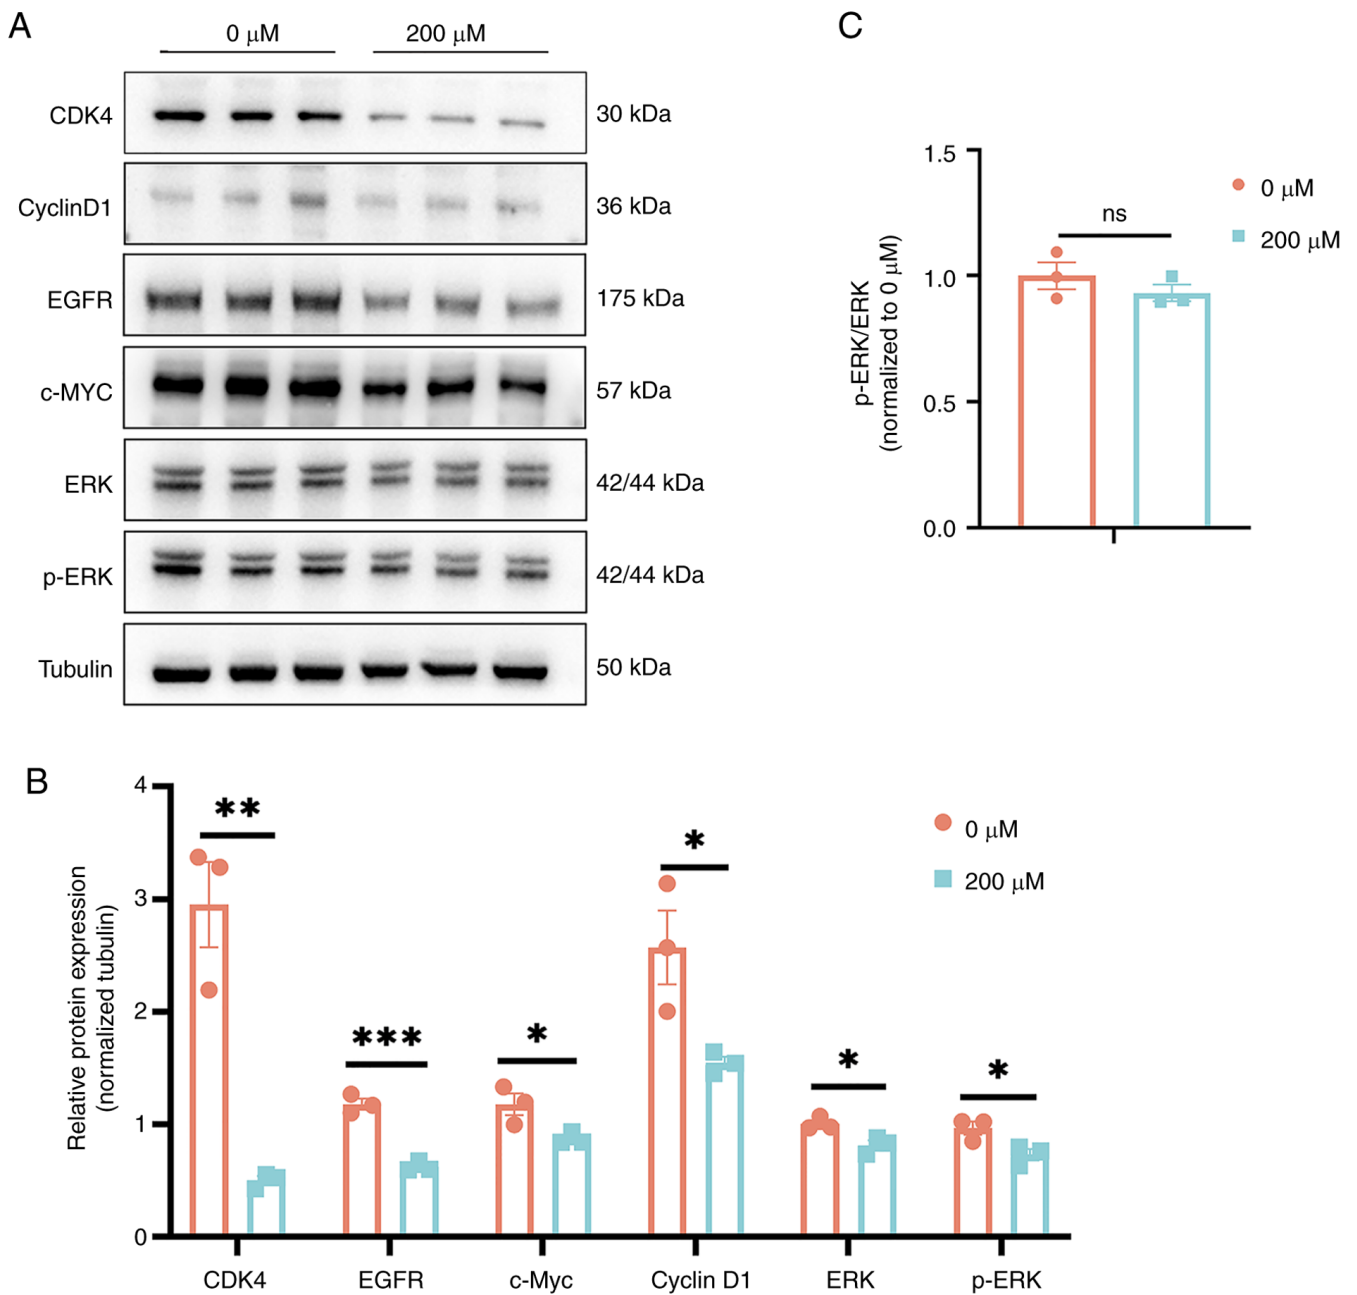 A
0 μM 200 μM
CDK4 30 kDa
CyclinD1 36 kDa
EGFR 175 kDa
c-MYC 57 kDa
ERK 42/44 kDa
p-ERK 42/44 kDa
Tubulin 50 kDa
C
p-ERK/ERK
(normalized to 0 μM)
1.5
1.0
0.5
0.0
ns
0 μM
200 μM
B
Relative protein expression
(normalized tubulin)
4
3
2
1
0
** *** * * * *
0 μM
200 μM
CDK4 EGFR c-Myc Cyclin D1 ERK p-ERK